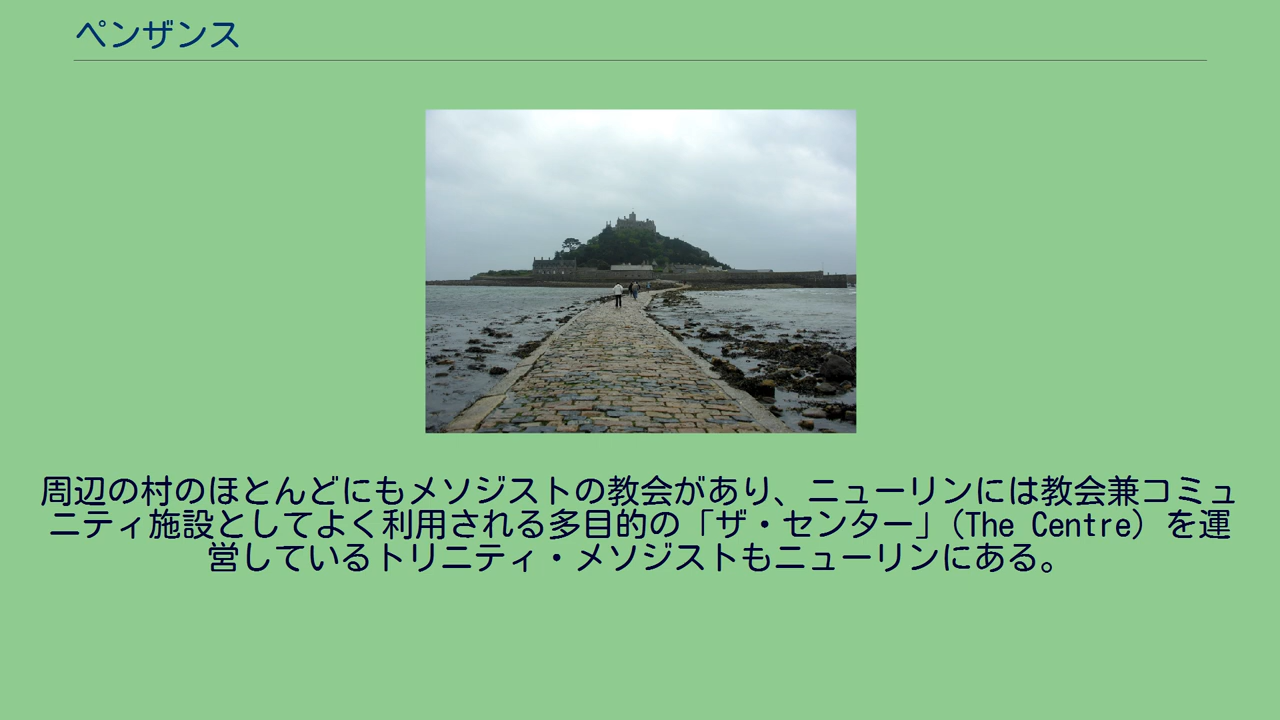 ペンザンス
周辺の村のほとんどにもメソジストの教会があり、ニューリンには教会兼コミュ
ニティ施設としてよく利用される多目的の「ザ・センター」(The Centre) を運
営しているトリニティ・メソジストもニューリンにある。